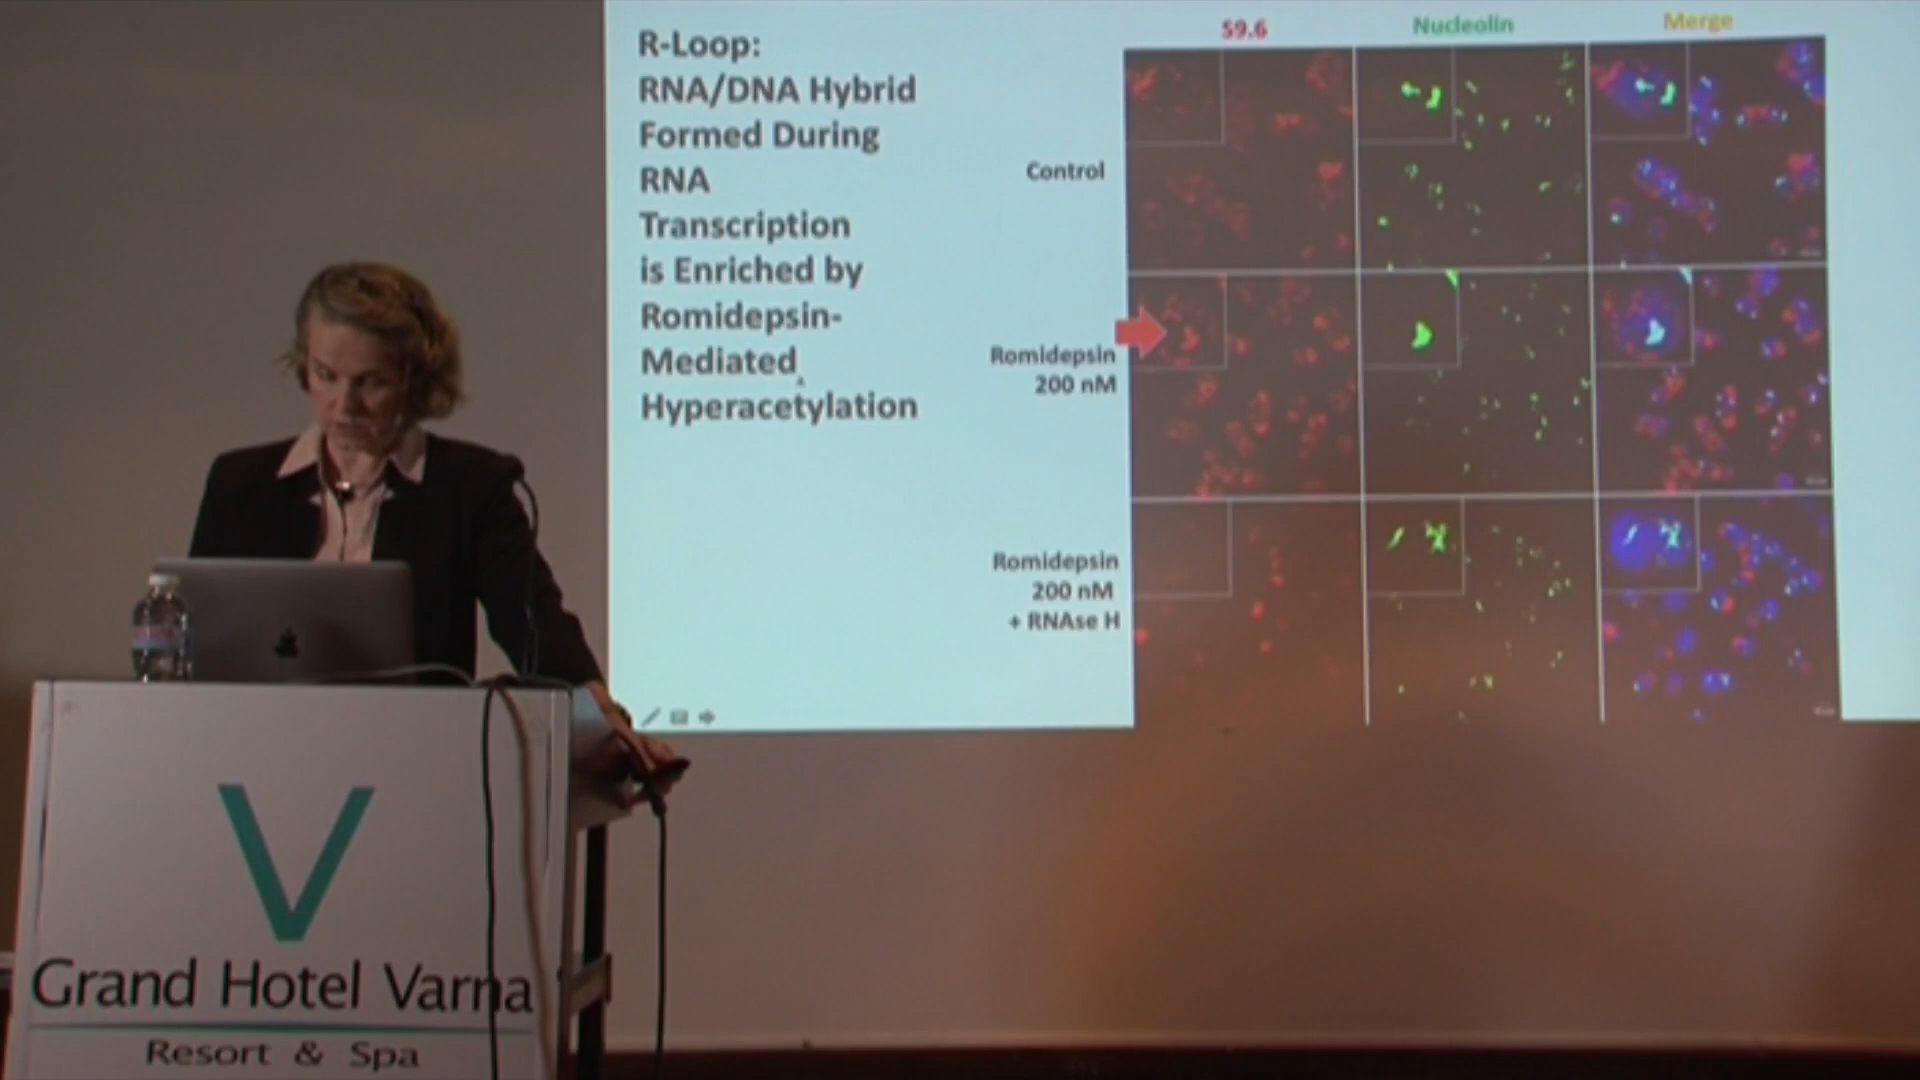 R-Loop:
RNA/DNA Hybrid
Formed During
RNA
Transcription
is Enriched by
Romidepsin-
Mediated
Hyperacetylation
S9.6
Nucleolin
Merge
Control
Romidepsin
200 nM
Romidepsin
200 nM
+ RNAse H
V
Grand Hotel Varna
Resort & Spa